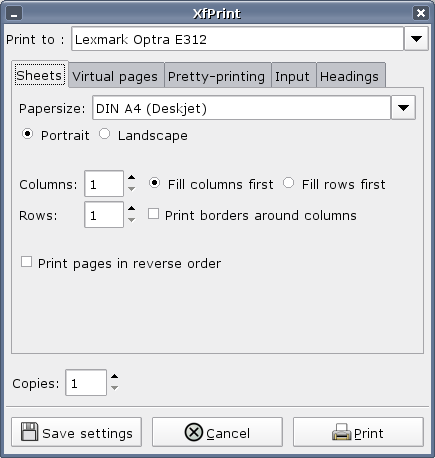 XfPrint
Print to : Lexmark Optra E312
Sheets Virtual pages Pretty-printing Input Headings
Papersize: DIN A4 (Deskjet)
Portrait Landscape
Columns: 1 Fill columns first Fill rows first
Rows: 1 Print borders around columns
Print pages in reverse order
Copies: 1
Save settings Cancel Print